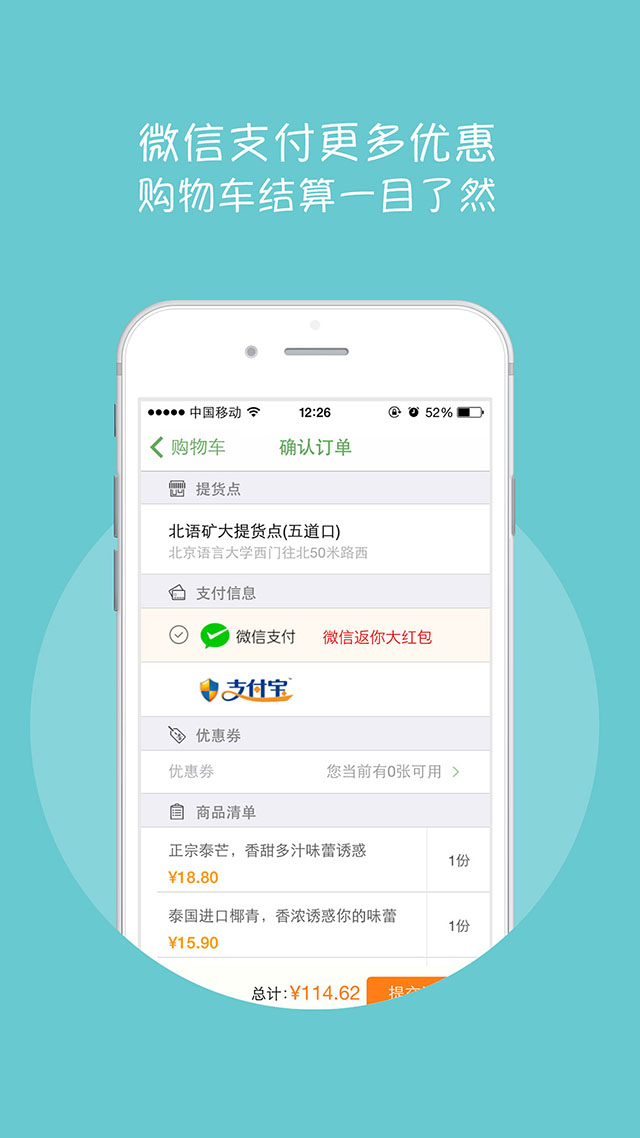 微信支付更多优惠
购物车结算一目了然
中国移动 12:26 52%
购物车 确认订单
提货点
北语矿大提货点(五道口)
北京语言大学西门往北50米路西
支付信息
微信支付 微信返你大红包
支付宝
优惠券
优惠券 您当前有0张可用
商品清单
正宗泰芒，香甜多汁味蕾诱惑
¥18.80
1份
泰国进口椰青，香浓诱惑你的味蕾
¥15.90
1份
总计:¥114.62 提交